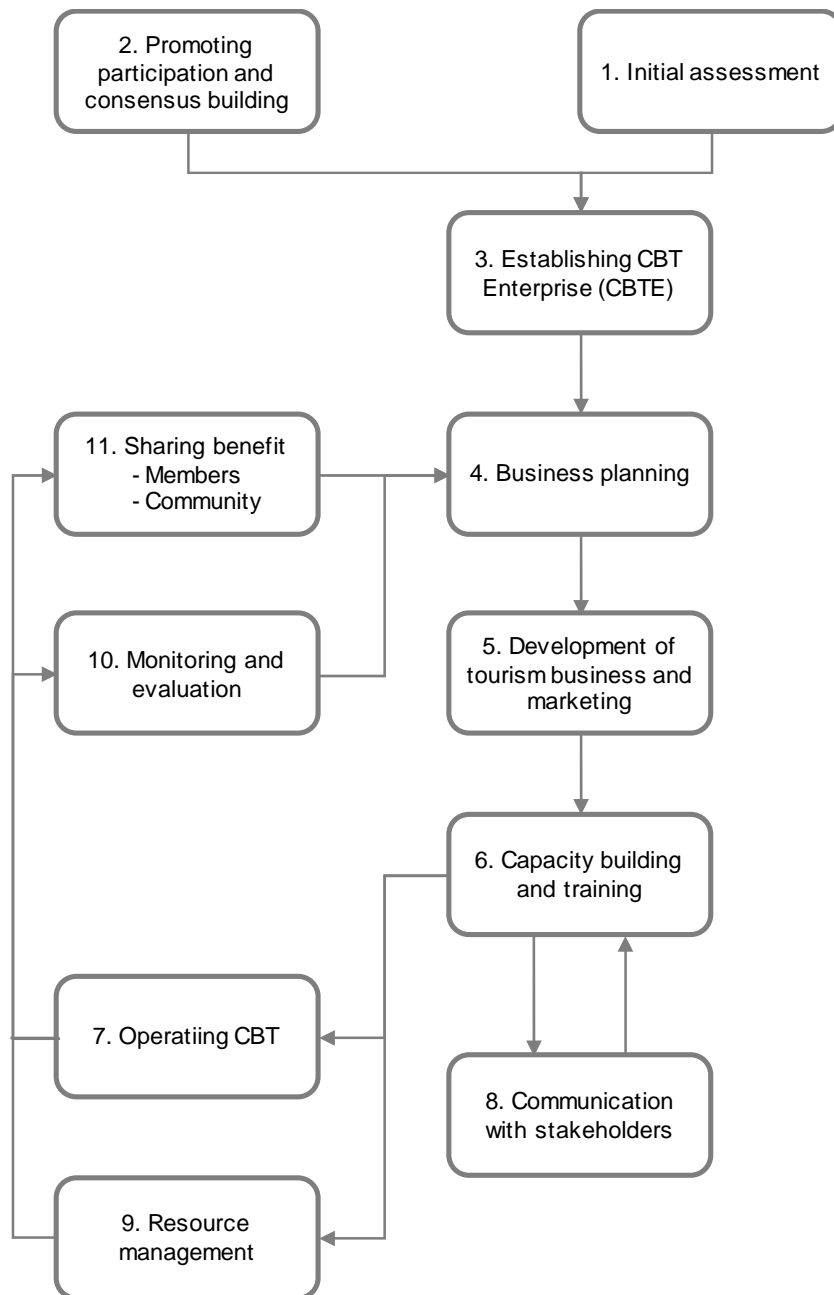 2. Promoting
participation and
consensus building
1. Initial assessment
3. Establishing CBT
Enterprise (CBTE)
11. Sharing benefit
- Members
- Community
4. Business planning
10. Monitoring and
evaluation
5. Development of
tourism business and
marketing
6. Capacity building
and training
7. Operatiing CBT
8. Communication
with stakeholders
9. Resource
management